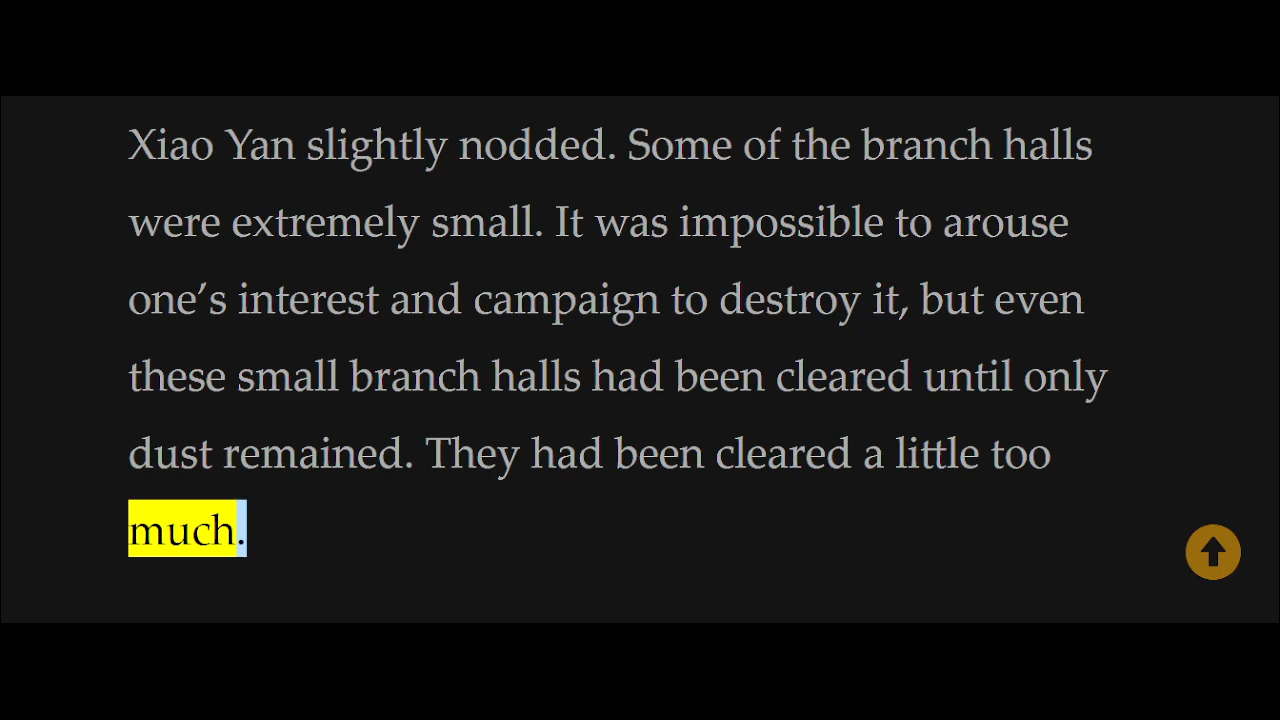 Xiao Yan slightly nodded. Some of the branch halls
were extremely small. It was impossible to arouse
one’s interest and campaign to destroy it, but even
these small branch halls had been cleared until only
dust remained. They had been cleared a little too
much.